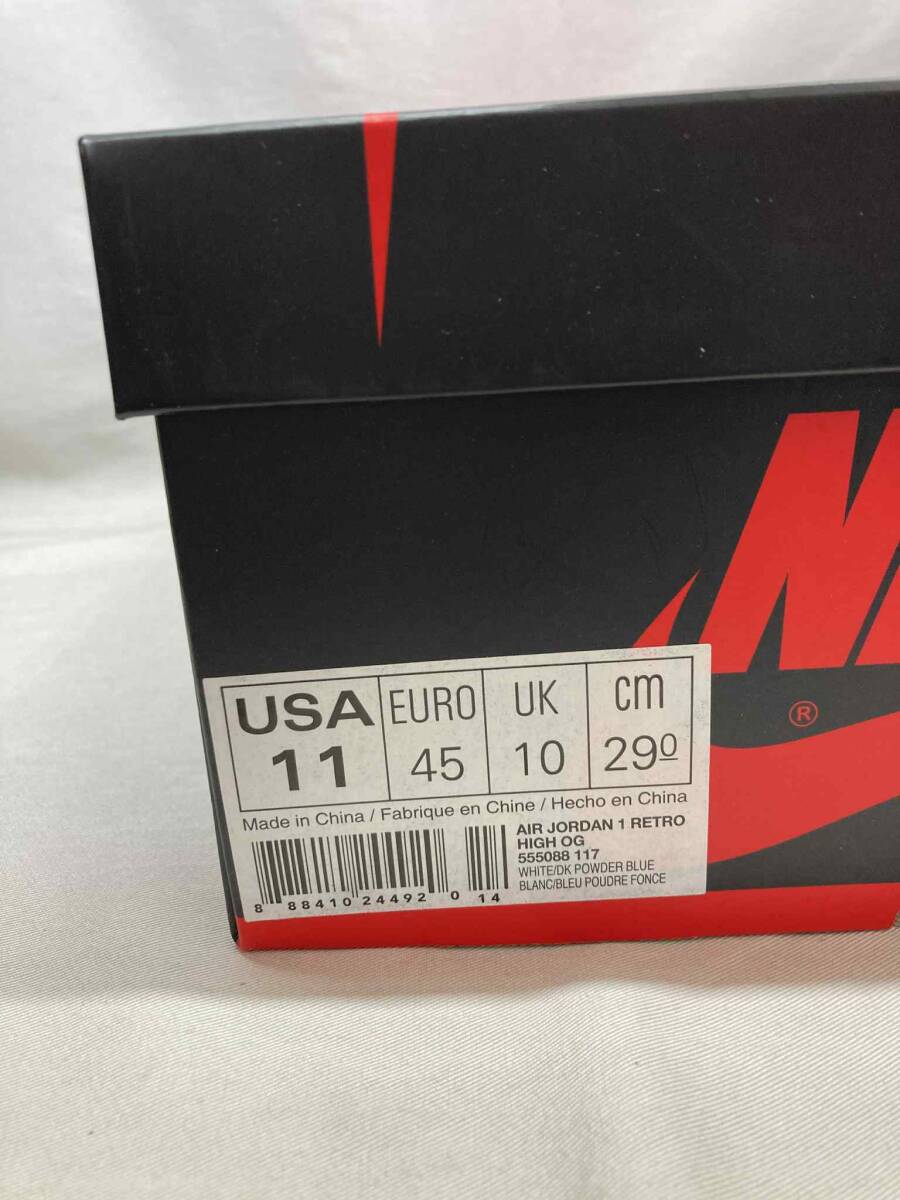 NI
®
USA EURO UK cm
11 45 10 29 0
Made in China / Fabrique en Chine / Hecho en China
AIR JORDAN 1 RETRO
HIGH OG
555088 117
WHITE/DK POWDER BLUE
BLANC/BLEU POUDRE FONCE
8 88410 24492 0 14